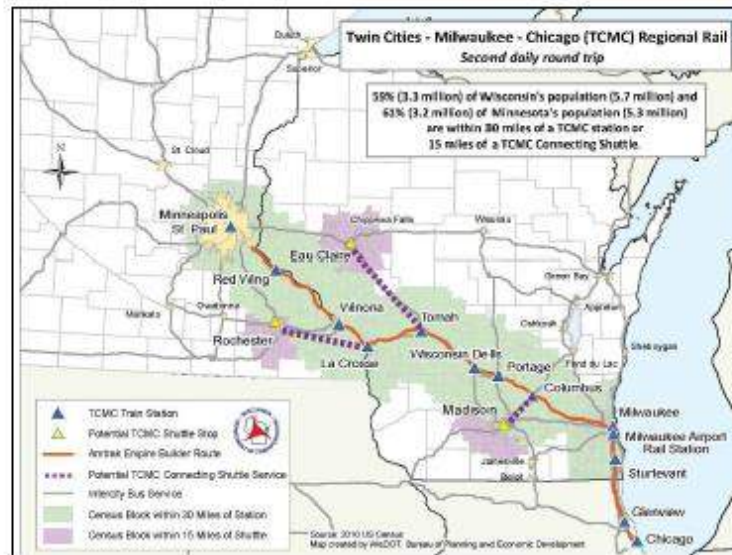 Duluth
Superior
Twin Cities - Milwaukee - Chicago (TCMC) Regional Rail
Second daily round trip
59% (3.3 million) of Wisconsin's population (5.7 million) and
61% (3.2 million) of Minnesota's population (5.3 million)
are within 30 miles of a TCMC station or
15 miles of a TCMC Connecting Shuttle.
St. Cloud
N
Minneapolis
St. Paul
Chippewa Falls
Wausau
Eau Claire
Green Bay
Red Wing
Appleton
Owatonna
Mankato
Winona
Tomah
Oshkosh
Rochester
Sheboygan
La Crosse
Wisconsin Dells
Portage
Fond du Lac
Columbus
Madison
Milwaukee
Milwaukee Airport
Rail Station
Janesville
Beloit
Sturtevant
Glenview
Chicago
TCMC Train Station
Potential TCMC Shuttle Stop
Amtrak Empire Builder Route
Potential TCMC Connecting Shuttle Service
Intercity Bus Service
Census Block within 30 Miles of Station
Census Block within 15 Miles of Shuttle
Source: 2010 US Census
Map created by WisDOT, Bureau of Planning and Economic Development